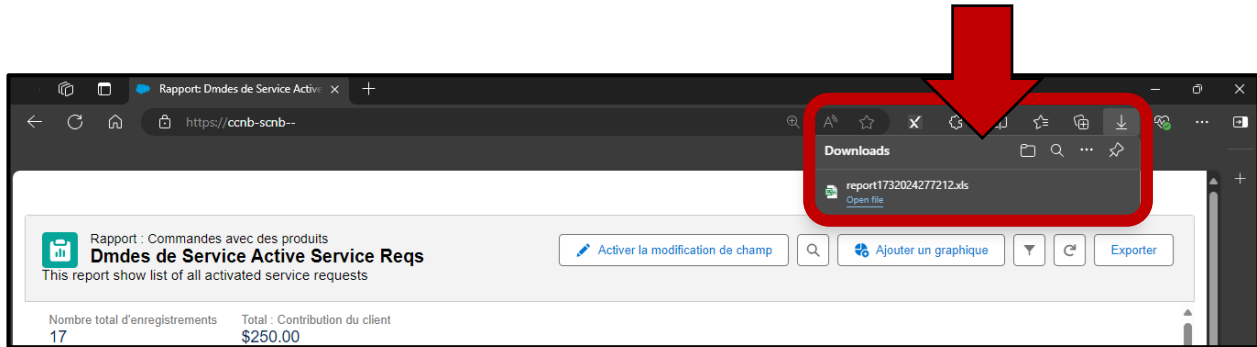 Rapport: Dmdes de Service Active
https://ccnb-scnb--
Downloads
report1732024277212.xls
Open file
Rapport : Commandes avec des produits
Dmdes de Service Active Service Reqs
This report show list of all activated service requests
Activer la modification de champ
Ajouter un graphique
Exporter
Nombre total d'enregistrements Total : Contribution du client
17 $250.00